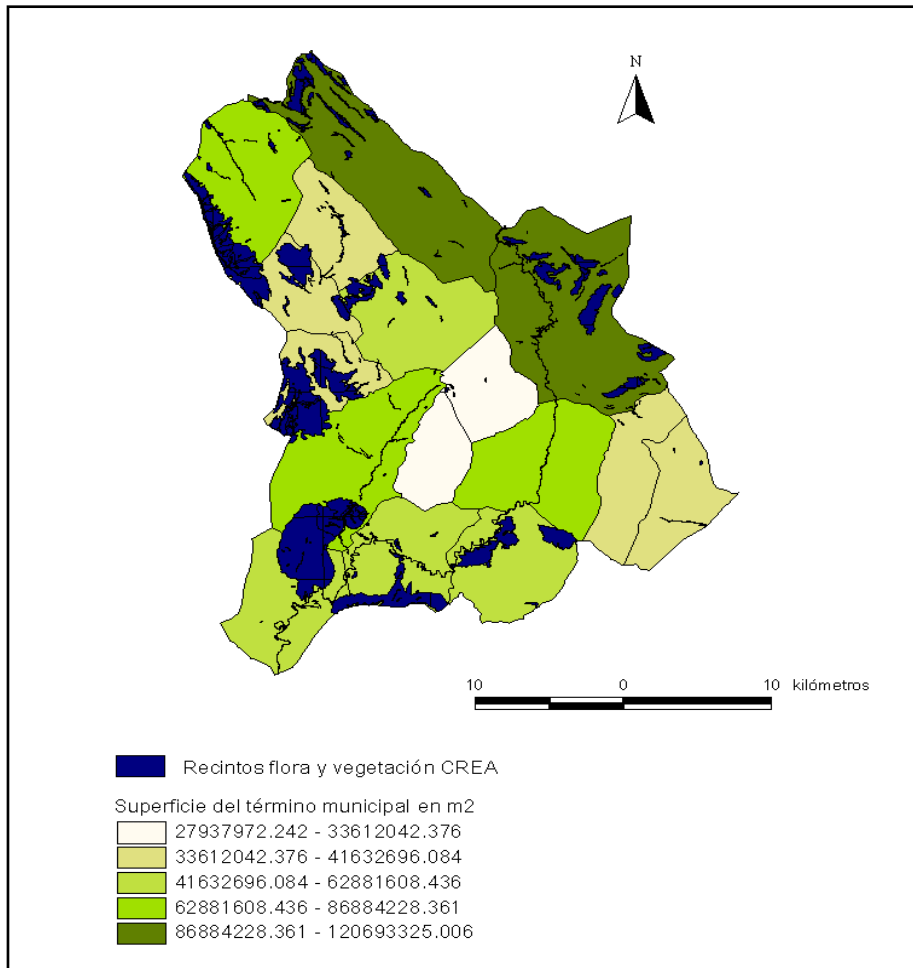 N
10 0 10 kilómetros
Recintos flora y vegetación CREA
Superficie del término municipal en m2
27937972.242 - 33612042.376
33612042.376 - 41632696.084
41632696.084 - 62881608.436
62881608.436 - 86884228.361
86884228.361 - 120693325.006